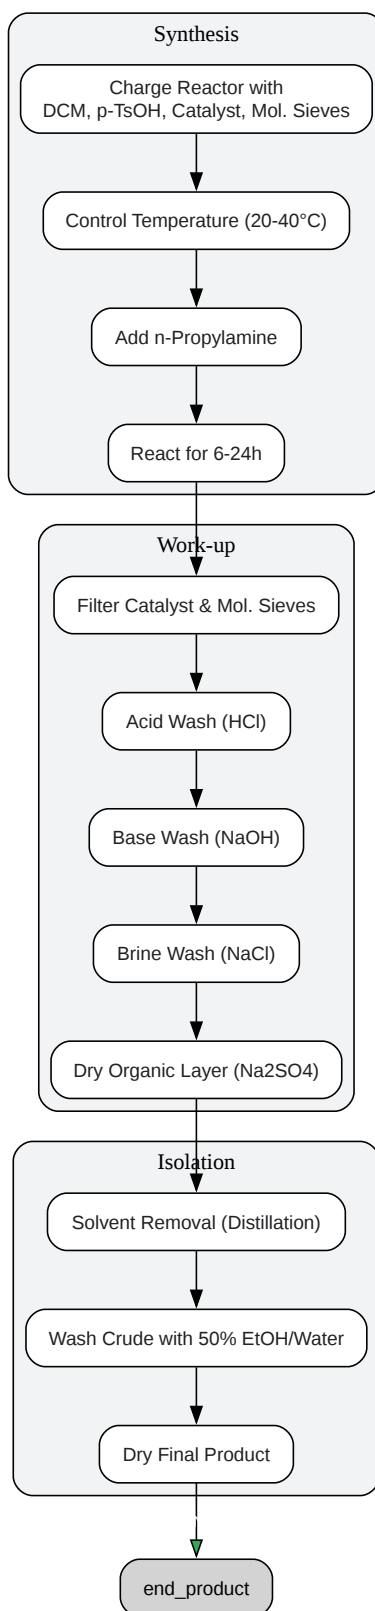 Synthesis
Charge Reactor with
DCM, p-TsOH, Catalyst, Mol. Sieves
Control Temperature (20-40°C)
Add n-Propylamine
React for 6-24h
Work-up
Filter Catalyst & Mol. Sieves
Acid Wash (HCl)
Base Wash (NaOH)
Brine Wash (NaCl)
Dry Organic Layer (Na2SO4)
Isolation
Solvent Removal (Distillation)
Wash Crude with 50% EtOH/Water
Dry Final Product
end_product